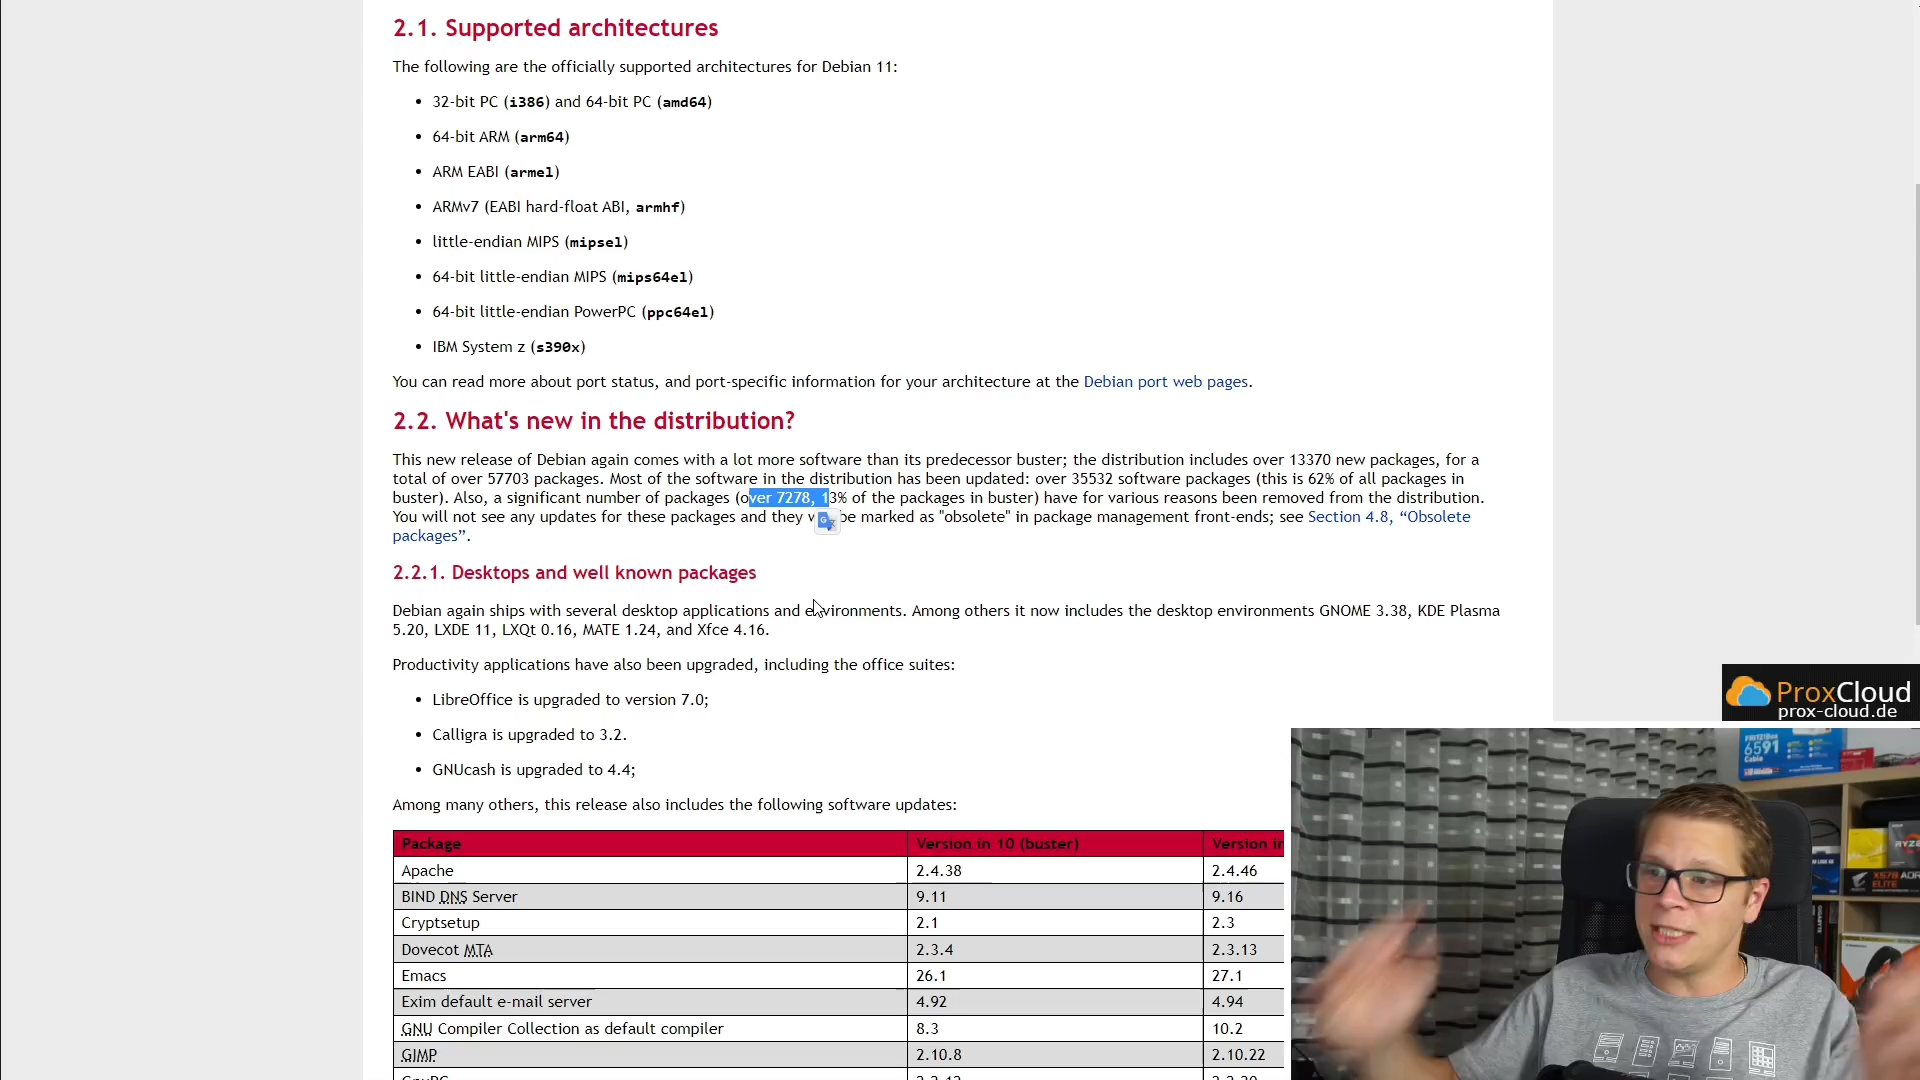 2.1. Supported architectures
The following are the officially supported architectures for Debian 11:
• 32-bit PC (i386) and 64-bit PC (amd64)
• 64-bit ARM (arm64)
• ARM EABI (armel)
• ARMv7 (EABI hard-float ABI, armhf)
• little-endian MIPS (mipsel)
• 64-bit little-endian MIPS (mips64el)
• 64-bit little-endian PowerPC (ppc64el)
• IBM System z (s390x)
You can read more about port status, and port-specific information for your architecture at the Debian port web pages.
2.2. What's new in the distribution?
This new release of Debian again comes with a lot more software than its predecessor buster; the distribution includes over 13370 new packages, for a
total of over 57703 packages. Most of the software in the distribution has been updated: over 35532 software packages (this is 62% of all packages in
buster). Also, a significant number of packages (over 7278, 13% of the packages in buster) have for various reasons been removed from the distribution.
You will not see any updates for these packages and they be marked as "obsolete" in package management front-ends; see Section 4.8, “Obsolete
packages”.
2.2.1. Desktops and well known packages
Debian again ships with several desktop applications and environments. Among others it now includes the desktop environments GNOME 3.38, KDE Plasma
5.20, LXDE 11, LXQt 0.16, MATE 1.24, and Xfce 4.16.
Productivity applications have also been upgraded, including the office suites:
• LibreOffice is upgraded to version 7.0;
• Calligra is upgraded to 3.2.
• GNUcash is upgraded to 4.4;
Among many others, this release also includes the following software updates:
Package Version in 10 (buster) Version in
Apache 2.4.38 2.4.46
BIND DNS Server 9.11 9.16
Cryptsetup 2.1 2.3
Dovecot MTA 2.3.4 2.3.13
Emacs 26.1 27.1
Exim default e-mail server 4.92 4.94
GNU Compiler Collection as default compiler 8.3 10.2
GIMP 2.10.8 2.10.22
ProxCloud
prox-cloud.de
FRITZ!Box
6591
Cable
RYZE
X570 AOR
ELITE